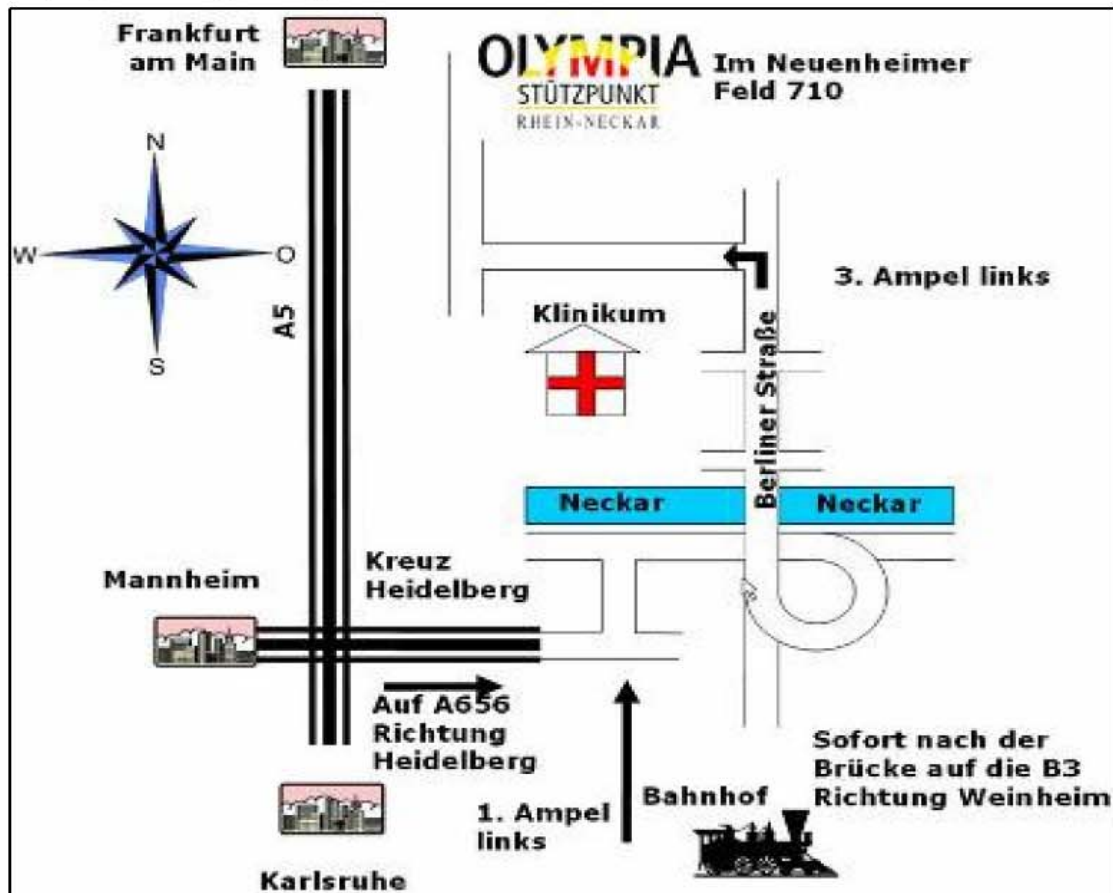 Frankfurt
am Main
OLYMPIA
STÜTZPUNKT
RHEIN-NECKAR
Im Neuenheimer
Feld 710
N
W
O
S
A5
3. Ampel links
Klinikum
Berliner Straße
Neckar
Neckar
Kreuz
Heidelberg
Mannheim
Auf A656
Richtung
Heidelberg
1. Ampel
links
Bahnhof
Sofort nach der
Brücke auf die B3
Richtung Weinheim
Karlsruhe